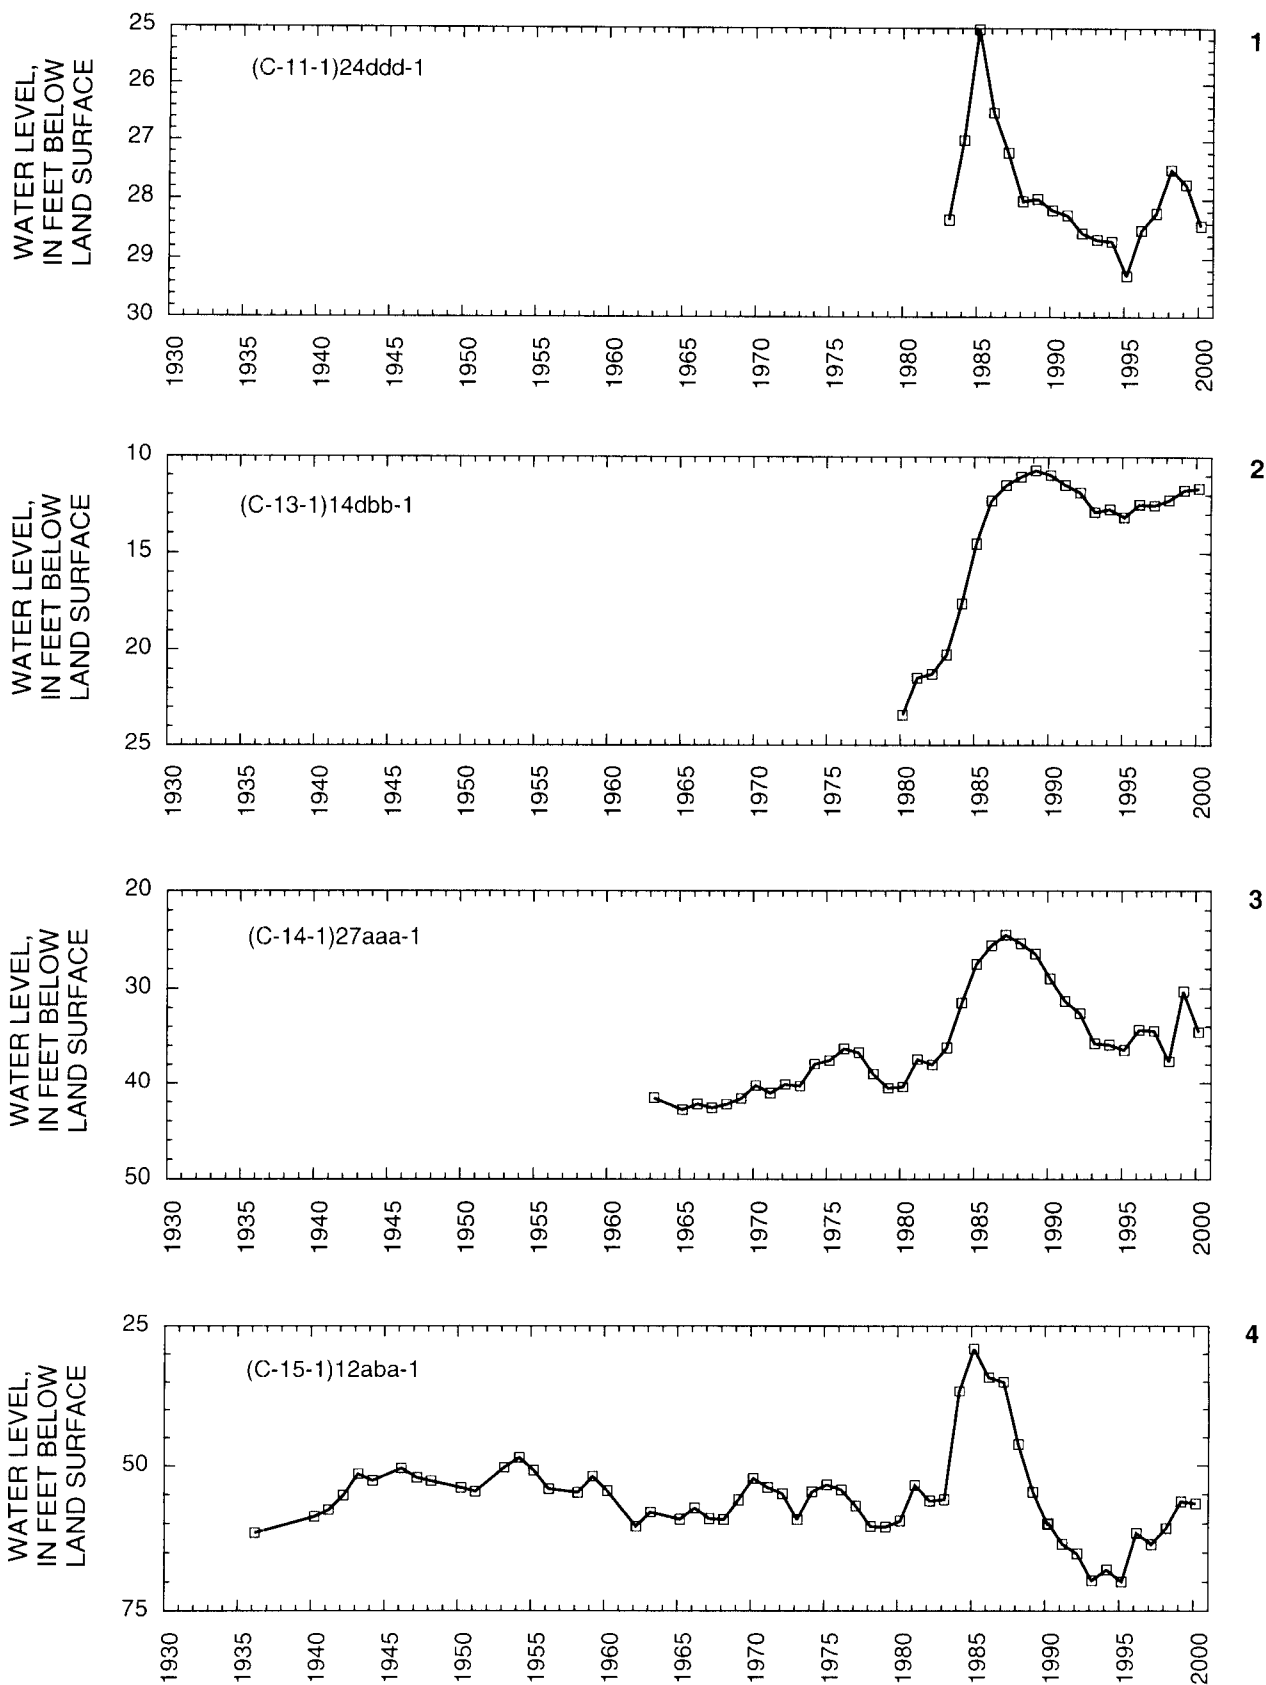 1
WATER LEVEL,
IN FEET BELOW
LAND SURFACE
(C-11-1)24ddd-1
25
26
27
28
29
30
1930 1935 1940 1945 1950 1955 1960 1965 1970 1975 1980 1985 1990 1995 2000
2
WATER LEVEL,
IN FEET BELOW
LAND SURFACE
(C-13-1)14dbb-1
10
15
20
25
1930 1935 1940 1945 1950 1955 1960 1965 1970 1975 1980 1985 1990 1995 2000
3
WATER LEVEL,
IN FEET BELOW
LAND SURFACE
(C-14-1)27aaa-1
20
30
40
50
1930 1935 1940 1945 1950 1955 1960 1965 1970 1975 1980 1985 1990 1995 2000
4
WATER LEVEL,
IN FEET BELOW
LAND SURFACE
(C-15-1)12aba-1
25
50
75
1930 1935 1940 1945 1950 1955 1960 1965 1970 1975 1980 1985 1990 1995 2000